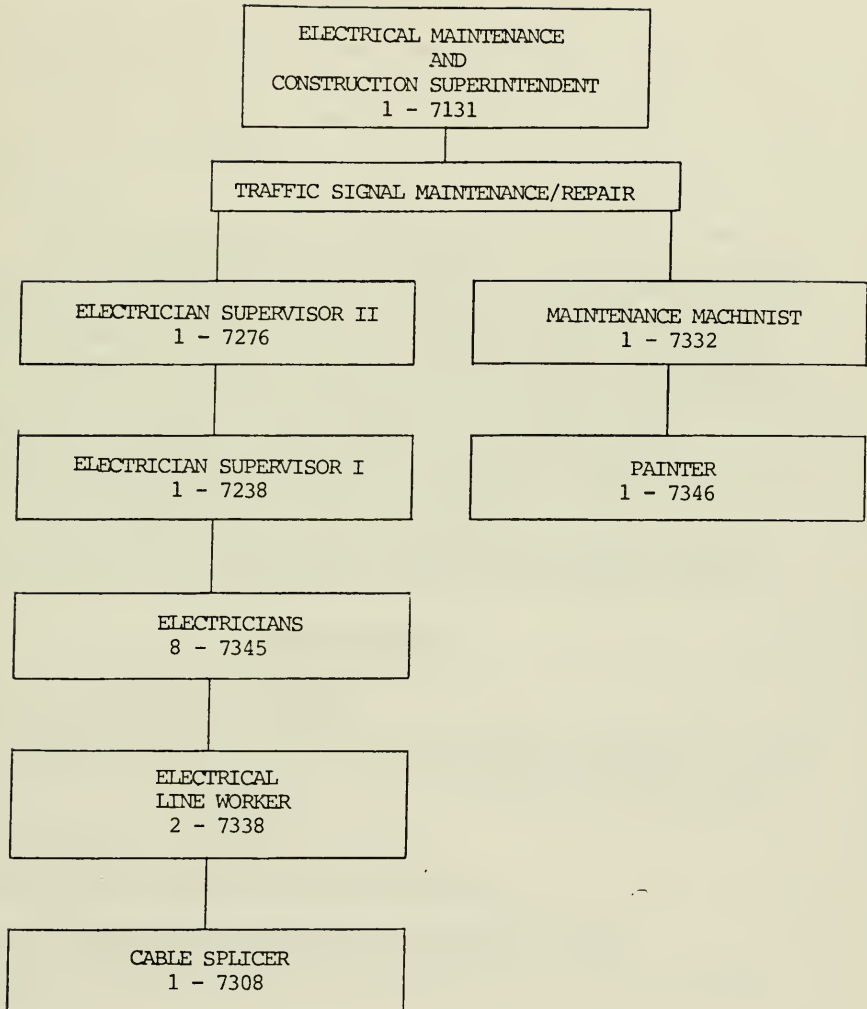 ELECTRICAL MAINTENANCE
AND
CONSTRUCTION SUPERINTENDENT
1 - 7131
TRAFFIC SIGNAL MAINTENANCE/REPAIR
ELECTRICIAN SUPERVISOR II
1 - 7276
MAINTENANCE MACHINIST
1 - 7332
ELECTRICIAN SUPERVISOR I
1 - 7238
PAINTER
1 - 7346
ELECTRICIANS
8 - 7345
ELECTRICAL
LINE WORKER
2 - 7338
CABLE SPLICER
1 - 7308